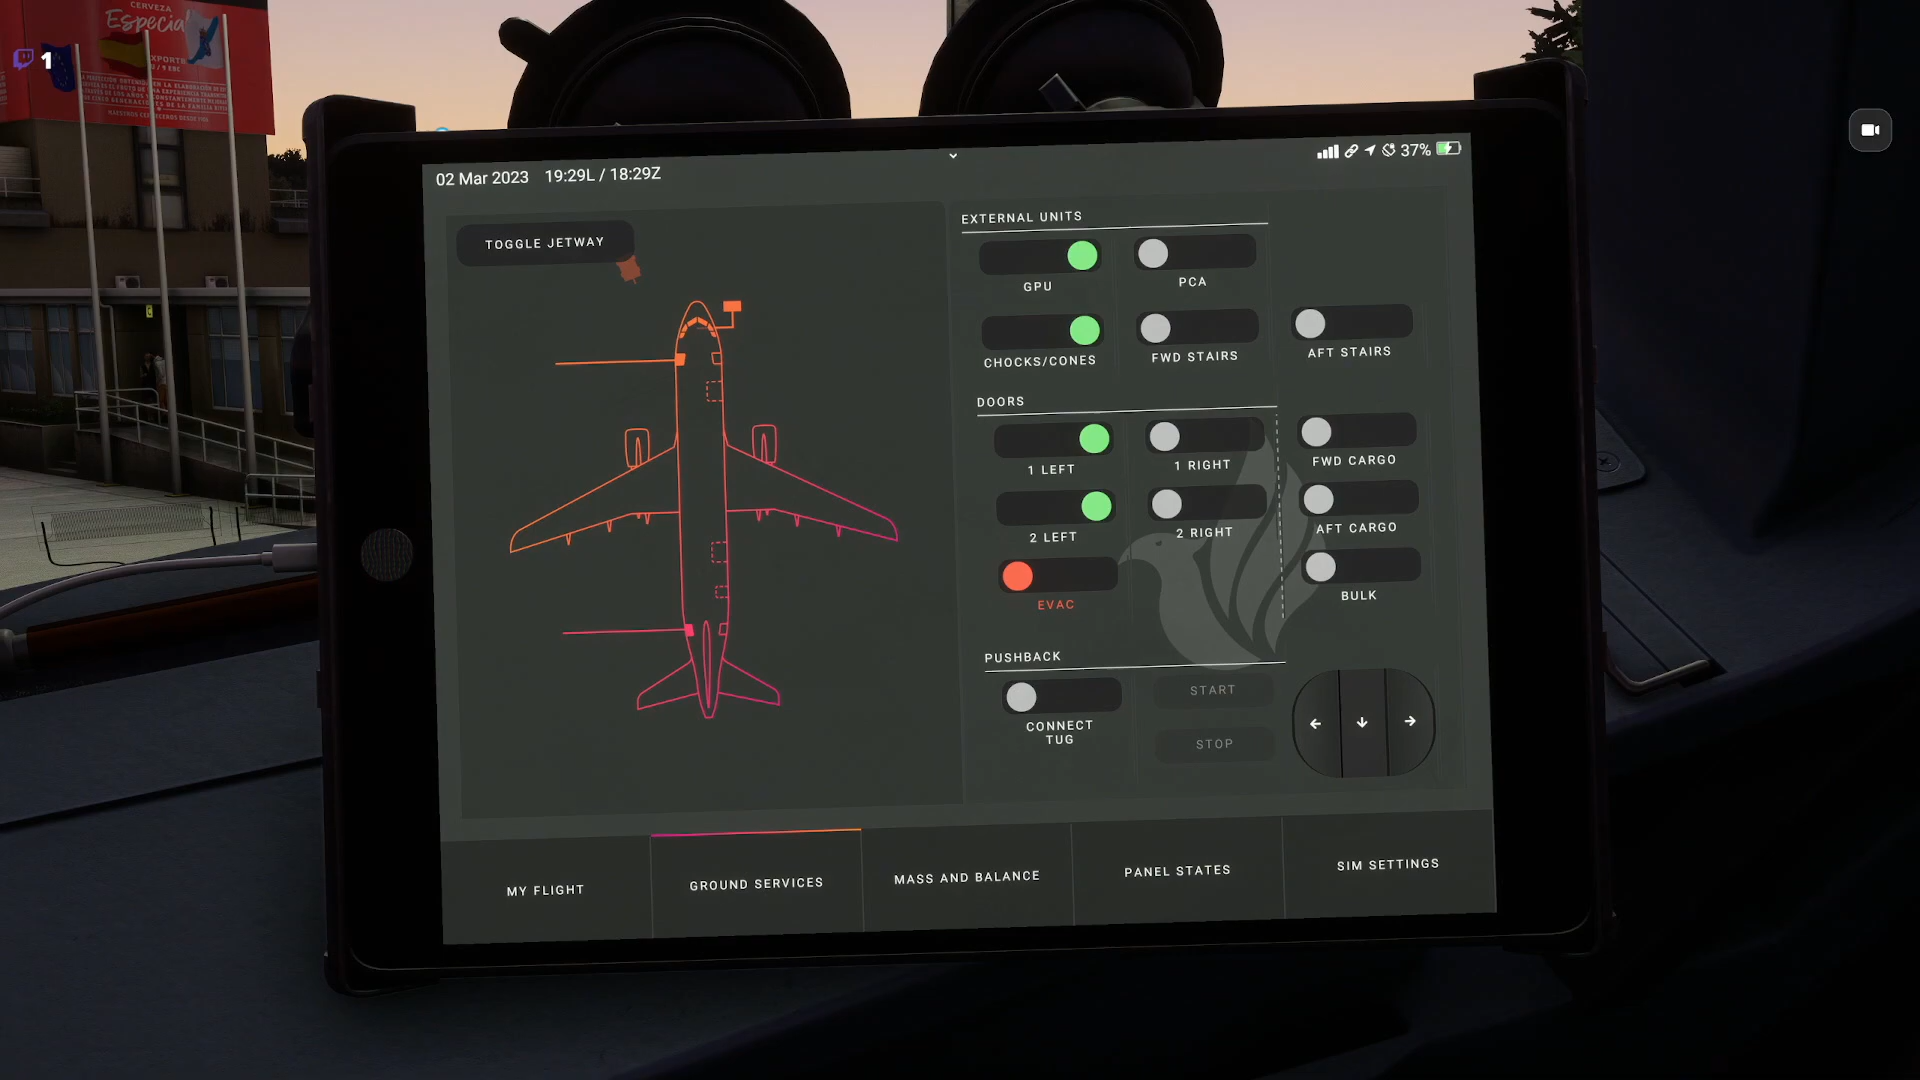 CERVEZA
Especial
1
02 Mar 2023 19:29L / 18:29Z
37%
TOGGLE JETWAY
EXTERNAL UNITS
GPU
PCA
CHOCKS/CONES
FWD STAIRS
AFT STAIRS
DOORS
1 LEFT
1 RIGHT
FWD CARGO
2 LEFT
2 RIGHT
AFT CARGO
EVAC
BULK
PUSHBACK
CONNECT
TUG
START
STOP
MY FLIGHT
GROUND SERVICES
MASS AND BALANCE
PANEL STATES
SIM SETTINGS